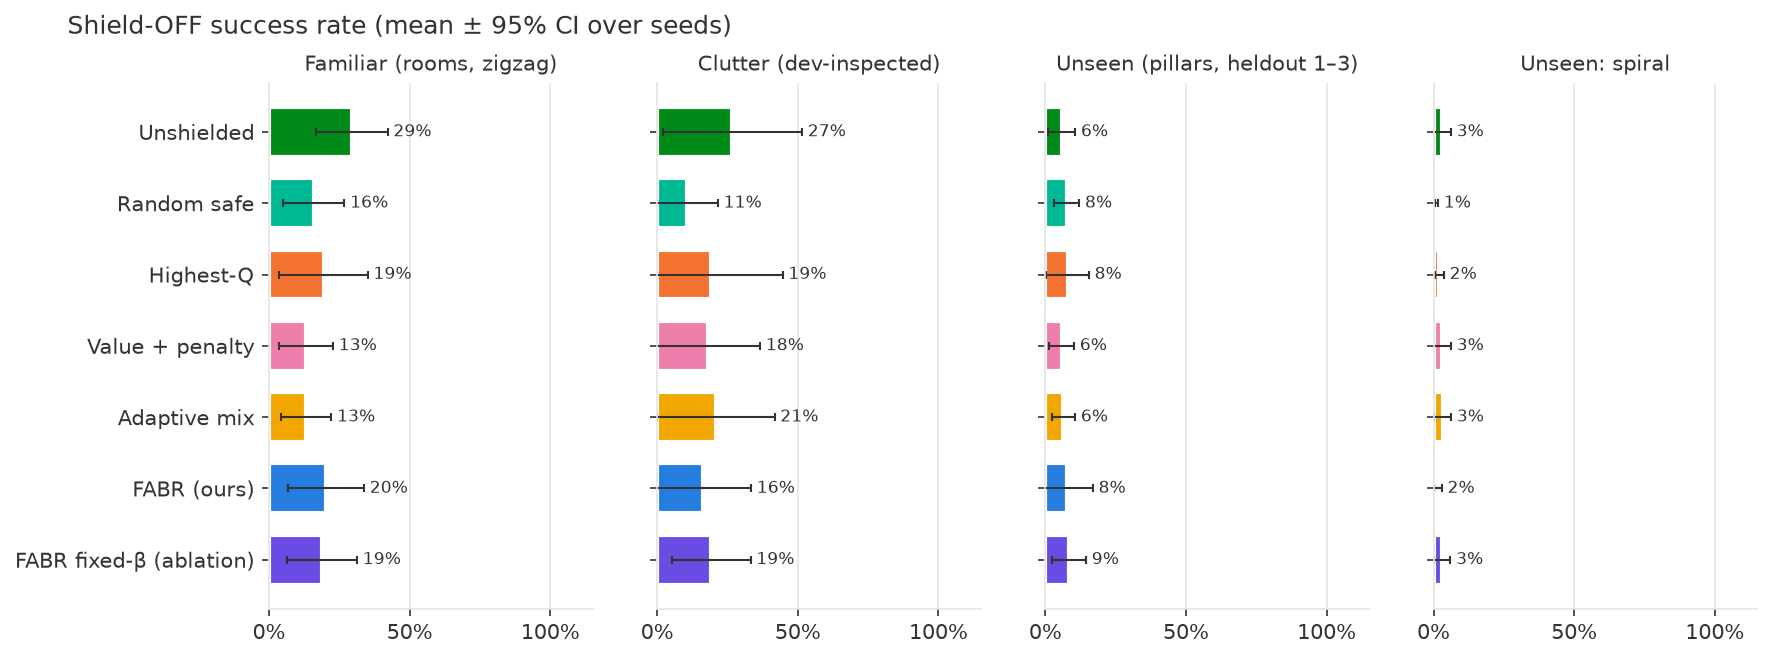 Shield-OFF success rate (mean ± 95% CI over seeds)
Familiar (rooms, zigzag) Clutter (dev-inspected) Unseen (pillars, heldout 1–3) Unseen: spiral
Unshielded 29% 27% 6% 3%
Random safe 16% 11% 8% 1%
Highest-Q 19% 19% 8% 2%
Value + penalty 13% 18% 6% 3%
Adaptive mix 13% 21% 6% 3%
FABR (ours) 20% 16% 8% 2%
FABR fixed-β (ablation) 19% 19% 9% 3%
0% 50% 100% 0% 50% 100% 0% 50% 100% 0% 50% 100%